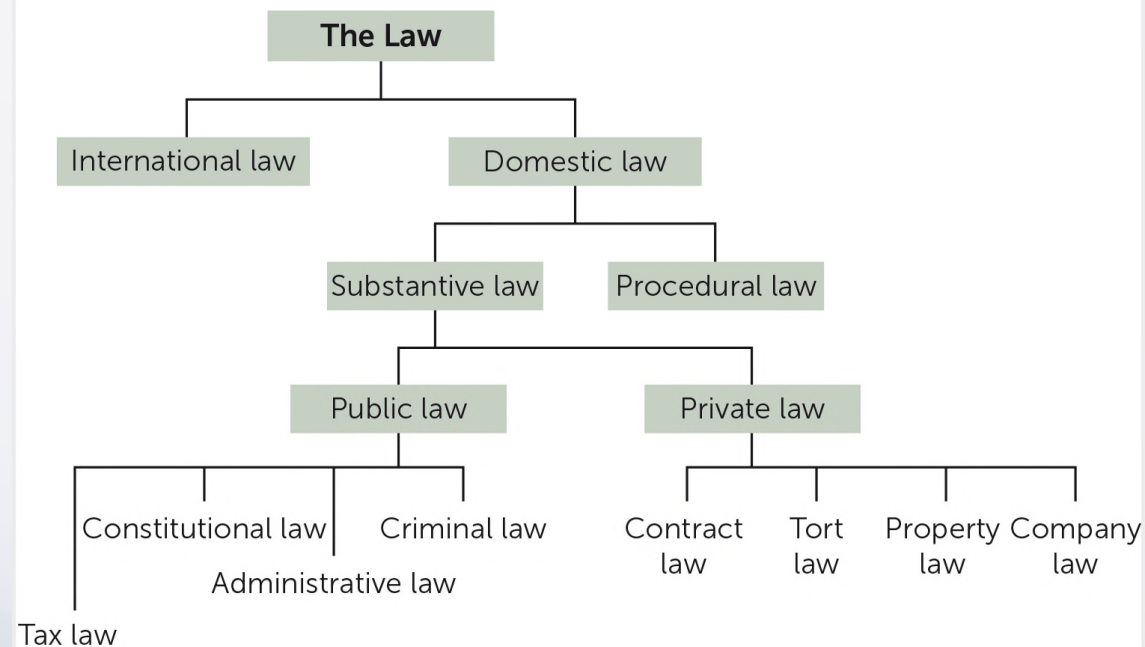 The Law
International law
Domestic law
Substantive law
Procedural law
Public law
Private law
Constitutional law
Criminal law
Administrative law
Tax law
Contract
law
Tort
law
Property
law
Company
law